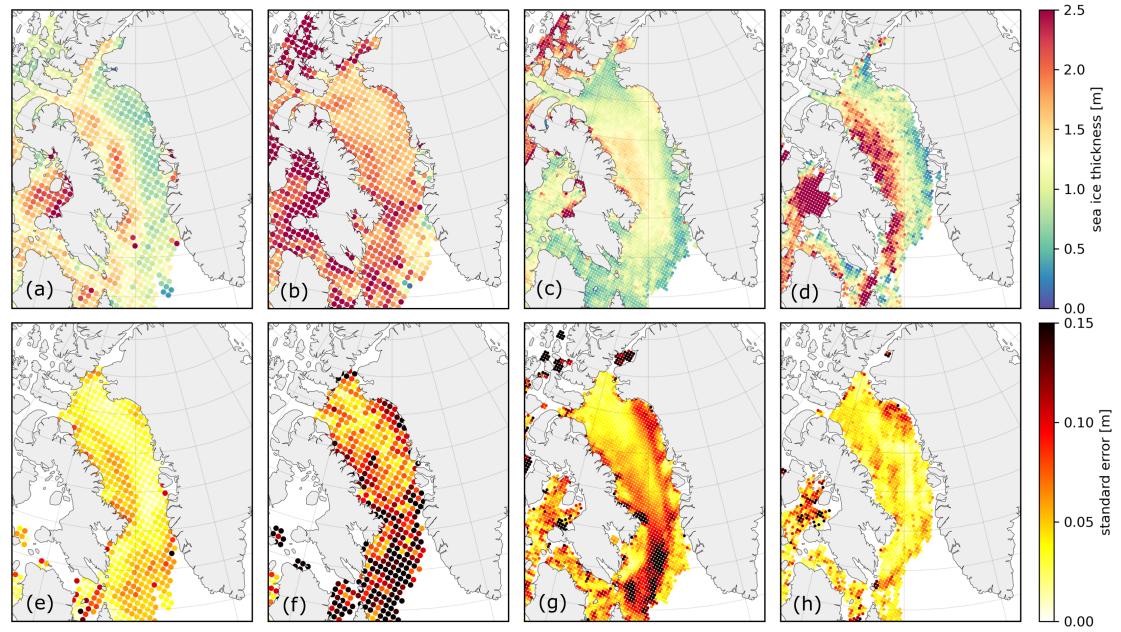 (a)
(b)
(c)
(d)
2.5
2.0
1.5
1.0
0.5
0.0
sea ice thickness [m]
(e)
(f)
(g)
(h)
0.15
0.10
0.05
0.00
standard error [m]